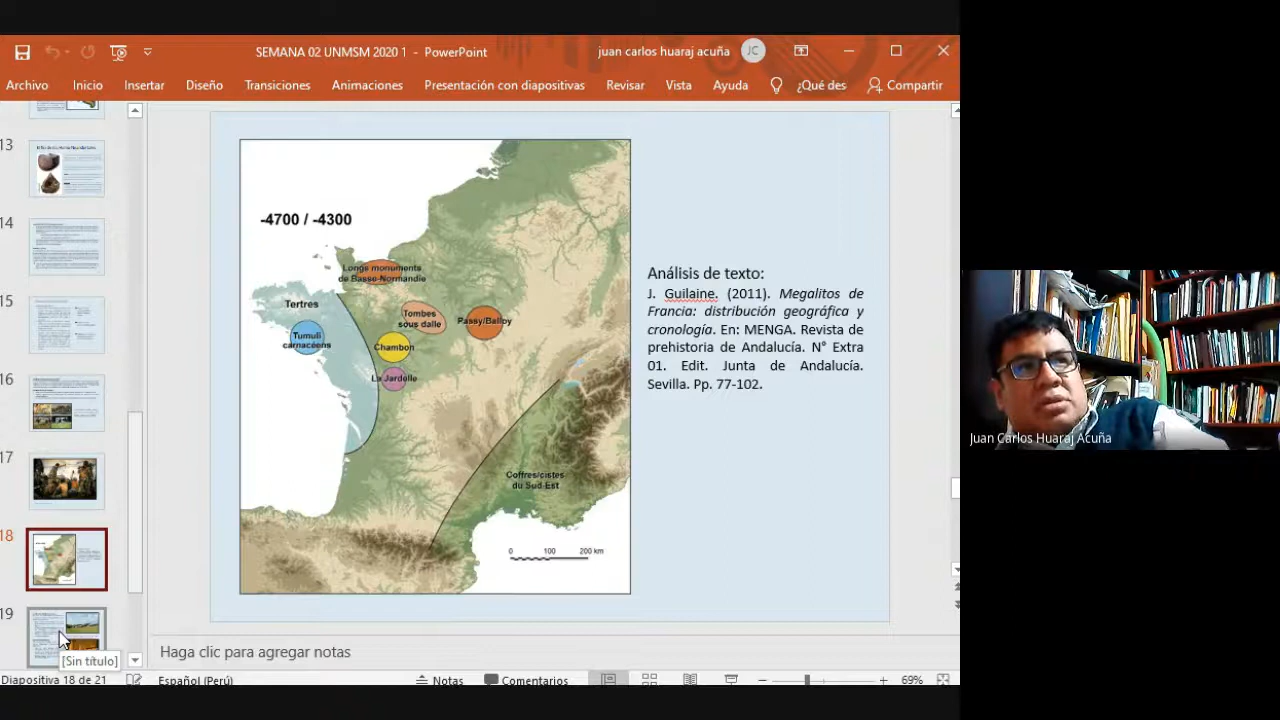 SEMANA 02 UNMSM 2020 1 - PowerPoint
juan carlos huaraj acuña
JC
Archivo Inicio Insertar Diseño Transiciones Animaciones Presentación con diapositivas Revisar Vista Ayuda ¿Qué des Compartir
13
14
15
16
17
18
19
[Sin título]
-4700 / -4300
Longs monuments
de Basse-Normandie
Tertres
Tumuli
carnacéens
Tombes
sous dalle
Passy/Balloy
Chambon
La Jardelle
Coffres/cistes
du Sud-Est
0 100 200 km
Análisis de texto:
J. Guilaine. (2011). Megalitos de
Francia: distribución geográfica y
cronología. En: MENGA. Revista de
prehistoria de Andalucía. N° Extra
01. Edit. Junta de Andalucía.
Sevilla. Pp. 77-102.
Juan Carlos Huaraj Acuña
Haga clic para agregar notas
Diapositiva 18 de 21 Español (Perú) Notas Comentarios 69%